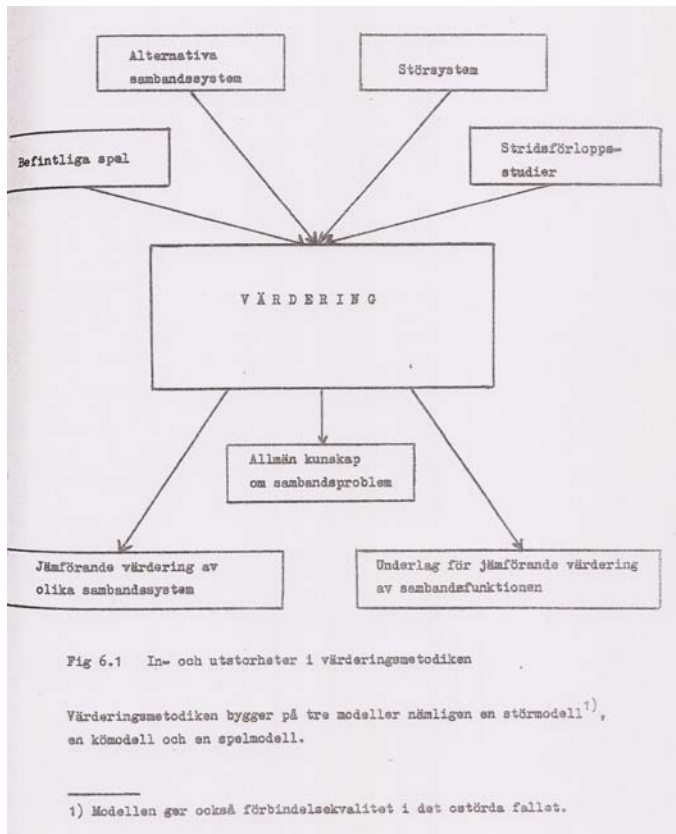 Alternativa
sambandssystem
Störsystem
Befintliga spel
Stridsförlopps-
studier
V Ä R D E R I N G
Allmän kunskap
om sambandsproblem
Jämförande värdering av
olika sambandssystem
Underlag för jämförande värdering
av sambandsfunktionen
Fig 6.1 In- och utstorheter i värderingsmetodiken
Värderingsmetodiken bygger på tre modeller nämligen en störmodell1),
en kömodell och en spelmodell.
1) Modellen ger också förbindelsekvalitet i det ostörda fallet.